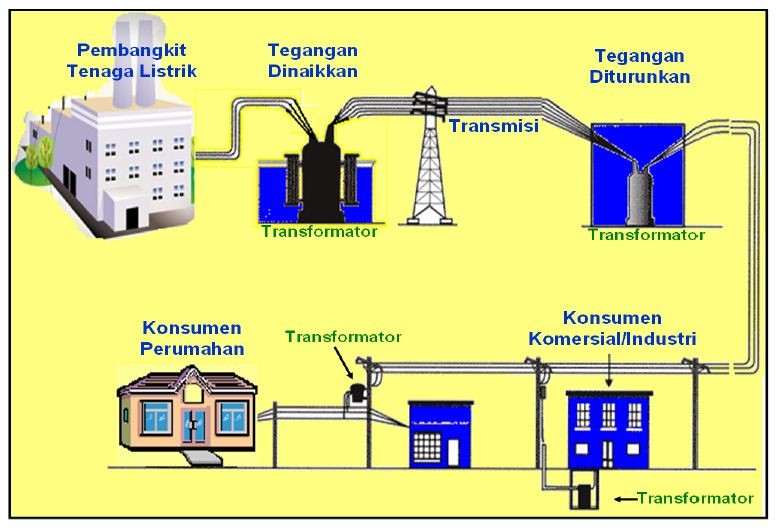 Pembangkit
Tenaga Listrik
Tegangan
Dinaikkan
Tegangan
Diturunkan
Transmisi
Transformator
Transformator
Konsumen
Perumahan
Transformator
Konsumen
Komersial/Industri
Transformator